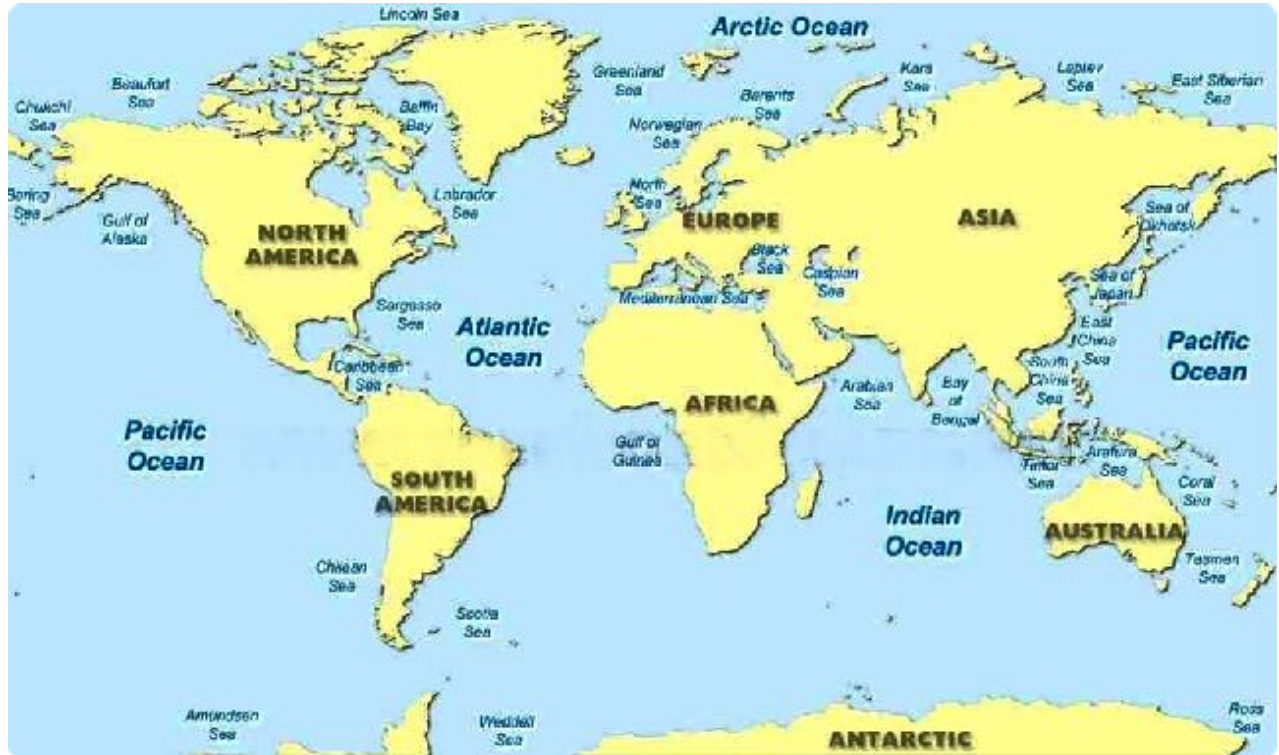 Lincoln Sea
Arctic Ocean
Beaufort
Sea
Chukchi
Sea
Baffin
Bay
Greenland
Sea
Barents
Sea
Kara
Sea
Laptev
Sea
East Siberian
Sea
Norwegian
Sea
Bering
Sea
Gulf of
Alaska
Labrador
Sea
North
Sea
NORTH
AMERICA
EUROPE
ASIA
Sea of
Okhotsk
Black
Sea
Caspian
Sea
Sea of
Japan
Mediterranean Sea
Sargasso
Sea
Atlantic
Ocean
East
China
Sea
Pacific
Ocean
Caribbean
Sea
South
China
Sea
Arabian
Sea
Bay
of
Bengal
AFRICA
Pacific
Ocean
Gulf of
Guinea
SOUTH
AMERICA
Timor
Sea
Arafura
Sea
Coral
Sea
Indian
Ocean
AUSTRALIA
Chilean
Sea
Tasman
Sea
Scotia
Sea
Amundsen
Sea
Weddell
Sea
Ross
Sea
ANTARCTIC